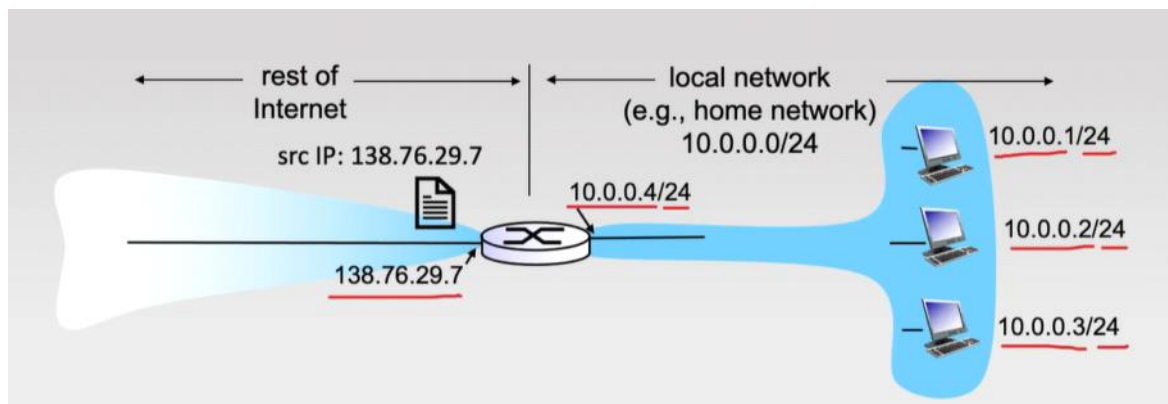 rest of
Internet
local network
(e.g., home network)
10.0.0.0/24
src IP: 138.76.29.7
10.0.0.4/24
138.76.29.7
10.0.0.1/24
10.0.0.2/24
10.0.0.3/24